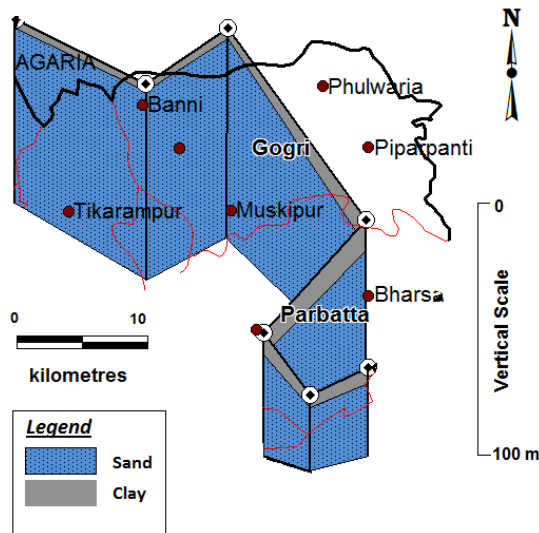 N
AGARIA
Phulwaria
Banni
Gogri
Piparpanti
Tikarampur
Muskipur
0
Bharsa
Parbatta
0 10
kilometres
Vertical Scale
Legend
Sand
Clay
100 m